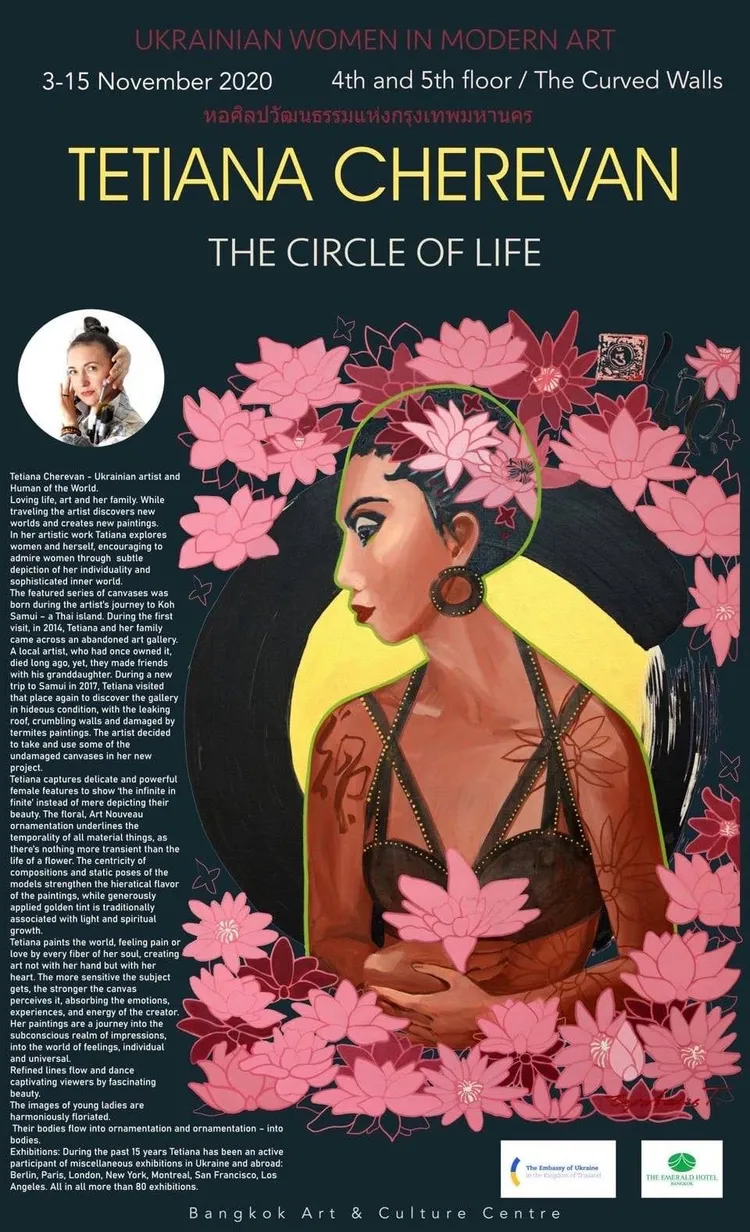 UKRAINIAN WOMEN IN MODERN ART
3-15 November 2020
4th and 5th floor / The Curved Walls
หอศิลปวัฒนธรรมแห่งกรุงเทพมหานคร
TETIANA CHEREVAN
THE CIRCLE OF LIFE
Tetiana Cherevan - Ukrainian artist and
Human of the World.
Loving life, art and her family. While
traveling the artist discovers new
worlds and creates new paintings.
In her artistic work Tatiana explores
women and herself, encouraging to
admire women through subtle
depiction of her individuality and
sophisticated inner world.
The featured series of canvases was
born during the artist's journey to Koh
Samui – a Thai island. During the first
visit, in 2014, Tetiana and her family
came across an abandoned art gallery.
A local artist, who had once owned it,
died long ago, yet, they made friends
with his granddaughter. During a new
trip to Samui in 2017, Tetiana visited
that place again to discover the gallery
in hideous condition, with the leaking
roof, crumbling walls and damaged by
termites paintings. The artist decided
to take and use some of the
undamaged canvases in her new
project.
Tetiana captures delicate and powerful
female features to show 'the infinite in
finite' instead of mere depicting their
beauty. The floral, Art Nouveau
ornamentation underlines the
temporality of all material things, as
there's nothing more transient than the
life of a flower. The centricity of
compositions and static poses of the
models strengthen the hieratical flavor
of the paintings, while generously
applied golden tint is traditionally
associated with light and spiritual
growth.
Tetiana paints the world, feeling pain or
love by every fiber of her soul, creating
art not with her hand but with her
heart. The more sensitive the subject
gets, the stronger the canvas
perceives it, absorbing the emotions,
experiences, and energy of the creator.
Her paintings are a journey into the
subconscious realm of impressions,
into the world of feelings, individual
and universal.
Refined lines flow and dance
captivating viewers by fascinating
beauty.
The images of young ladies are
harmoniously floriated.
Their bodies flow into ornamentation and ornamentation – into
bodies.
Exhibitions: During the past 15 years Tetiana has been an active
participant of miscellaneous exhibitions in Ukraine and abroad:
Berlin, Paris, London, New York, Montreal, San Francisco, Los
Angeles. All in all more than 80 exhibitions.
The Embassy of Ukraine
in the Kingdom of Thailand
THE EMERALD HOTEL
BANGKOK
Bangkok Art & Culture Centre